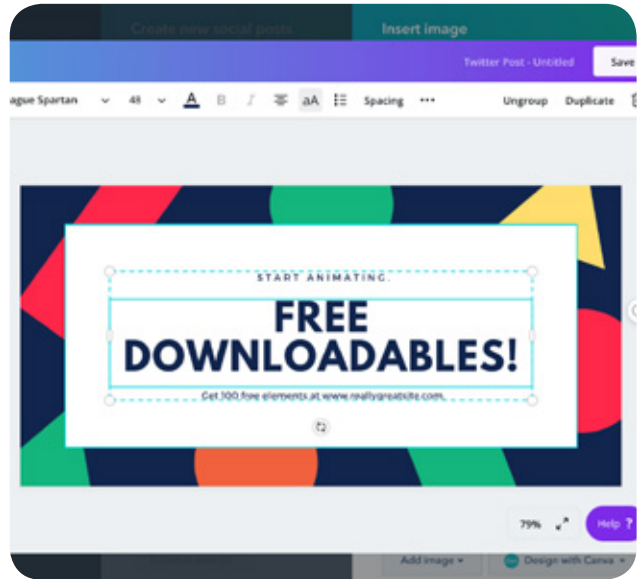 Create new social posts
Insert image
Twitter Post - Untitled
Save
ague Spartan
48
A
B
I
aA
Spacing
•••
Ungroup
Duplicate
START ANIMATING.
FREE
DOWNLOADABLES!
Get 100 free elements at www.reallygreatsite.com.
79%
Help ?
Add image
Design with Canva